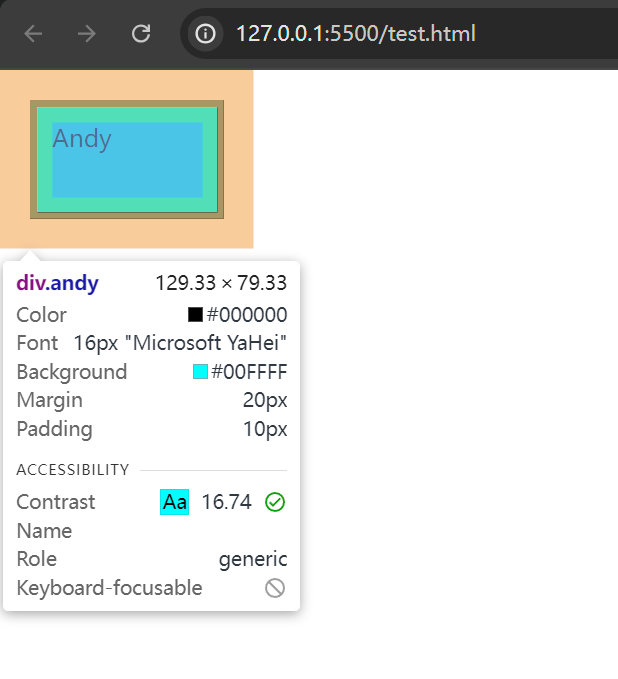 127.0.0.1:5500/test.html
Andy
div.andy 129.33 × 79.33
Color #000000
Font 16px "Microsoft YaHei"
Background #00FFFF
Margin 20px
Padding 10px
ACCESSIBILITY
Contrast Aa 16.74
Name
Role generic
Keyboard-focusable